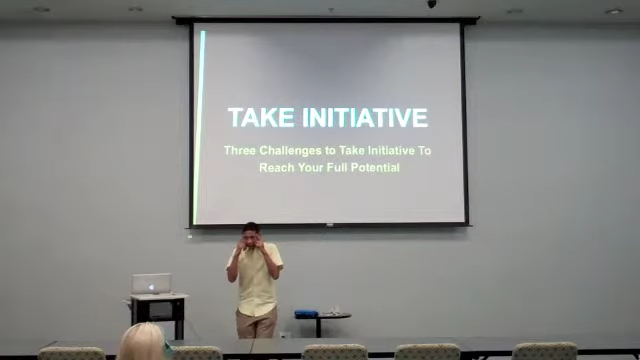 TAKE INITIATIVE
Three Challenges to Take Initiative To
Reach Your Full Potential